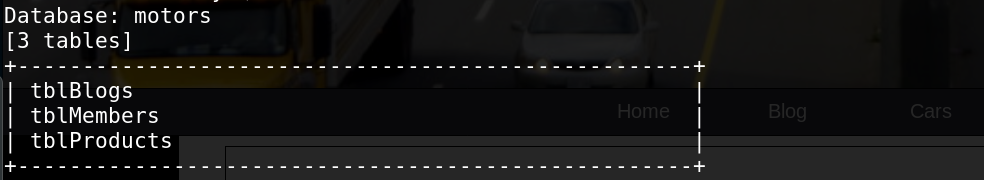 Database: motors
[3 tables]
+----------------------------------------------------+
| tblBlogs |
| tblMembers | Home Blog Cars
| tblProducts |
+----------------------------------------------------+